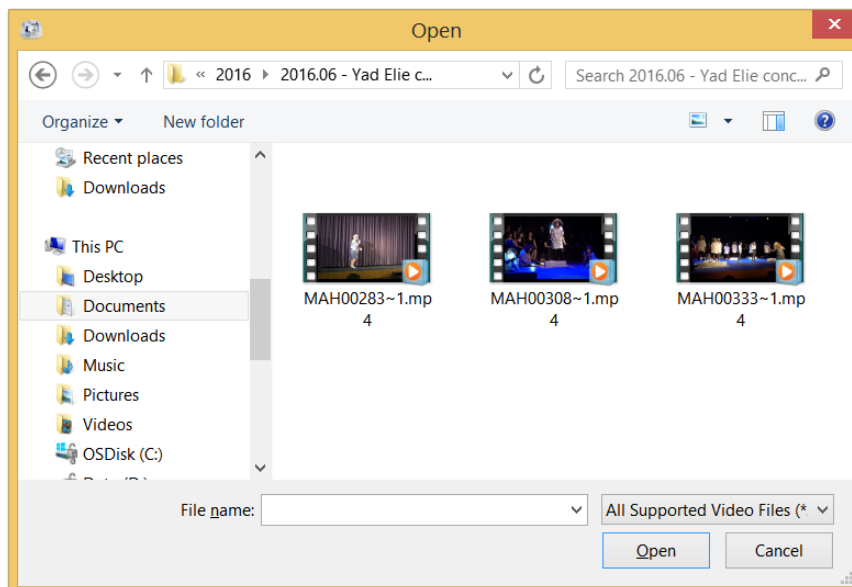 Open
« 2016 ▸ 2016.06 - Yad Elie c...
Search 2016.06 - Yad Elie conc...
Organize
New folder
Recent places
Downloads
This PC
Desktop
Documents
Downloads
Music
Pictures
Videos
OSDisk (C:)
MAH00283~1.mp
4
MAH00308~1.mp
4
MAH00333~1.mp
4
File name:
All Supported Video Files (*
Open
Cancel